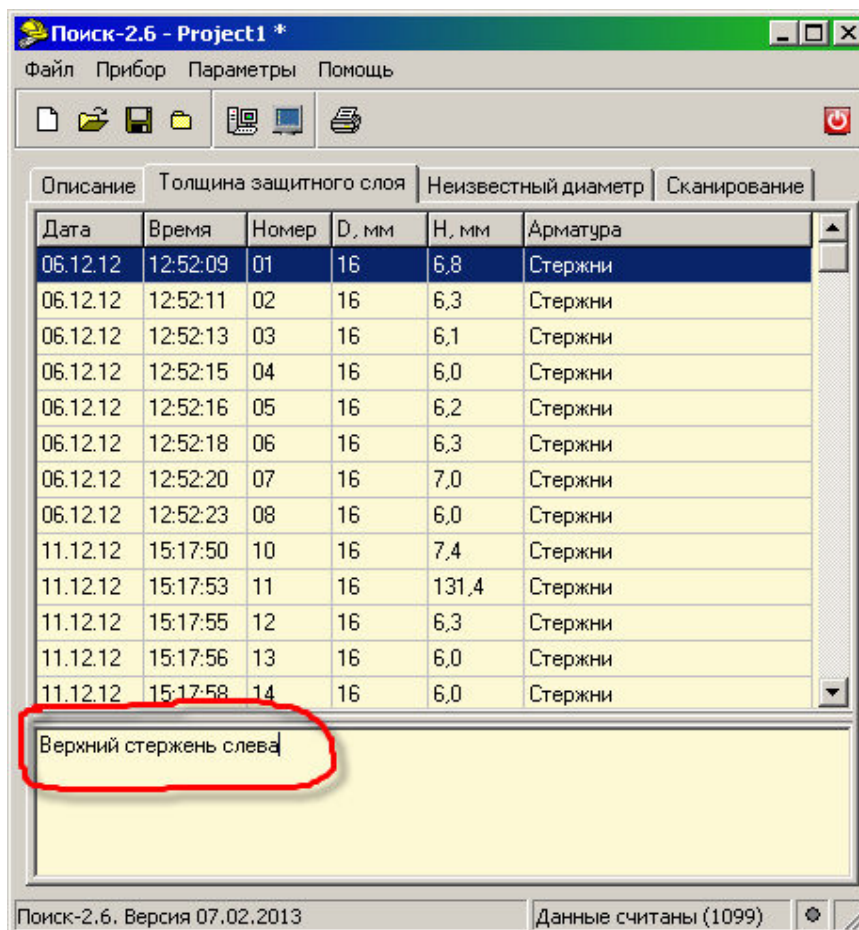 Поиск-2.6 - Project1 *
Файл Прибор Параметры Помощь
Описание Толщина защитного слоя Неизвестный диаметр Сканирование
Дата Время Номер D, мм H, мм Арматура
06.12.12 12:52:09 01 16 6,8 Стержни
06.12.12 12:52:11 02 16 6,3 Стержни
06.12.12 12:52:13 03 16 6,1 Стержни
06.12.12 12:52:15 04 16 6,0 Стержни
06.12.12 12:52:16 05 16 6,2 Стержни
06.12.12 12:52:18 06 16 6,3 Стержни
06.12.12 12:52:20 07 16 7,0 Стержни
06.12.12 12:52:23 08 16 6,0 Стержни
11.12.12 15:17:50 10 16 7,4 Стержни
11.12.12 15:17:53 11 16 131,4 Стержни
11.12.12 15:17:55 12 16 6,3 Стержни
11.12.12 15:17:56 13 16 6,0 Стержни
11.12.12 15:17:58 14 16 6,0 Стержни
Верхний стержень слева
Поиск-2.6. Версия 07.02.2013 Данные считаны (1099)